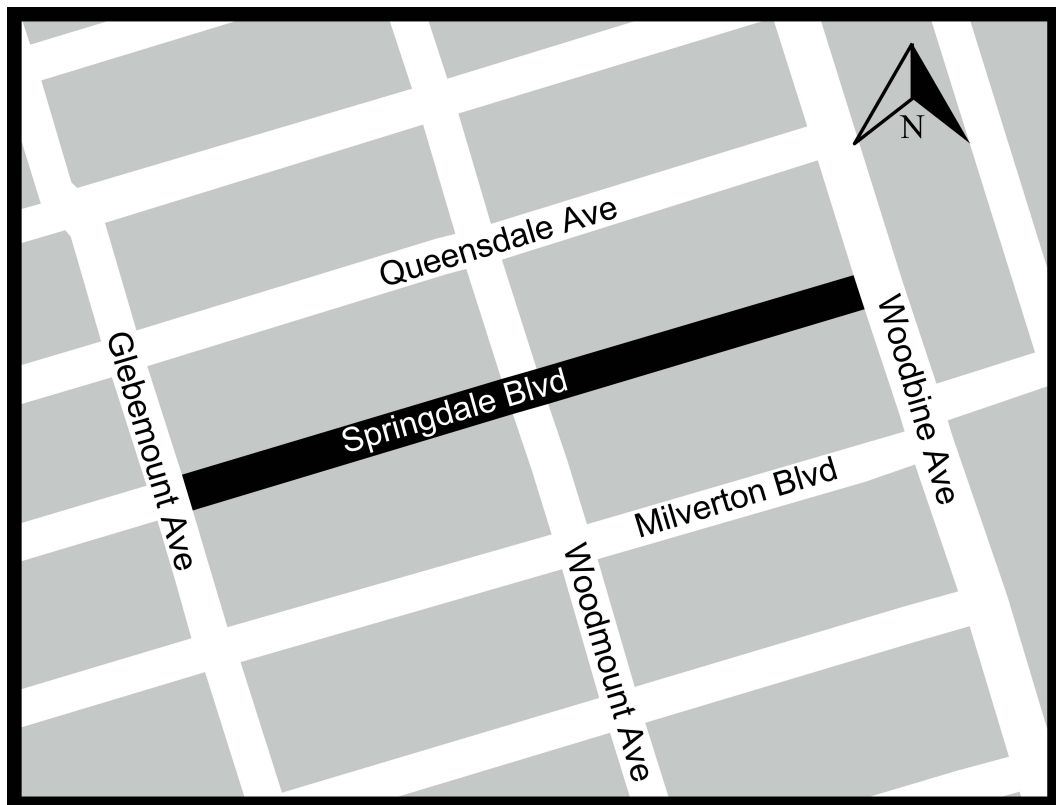 N
Queensdale Ave
Glebemount Ave
Springdale Blvd
Woodbine Ave
Milverton Blvd
Woodmount Ave